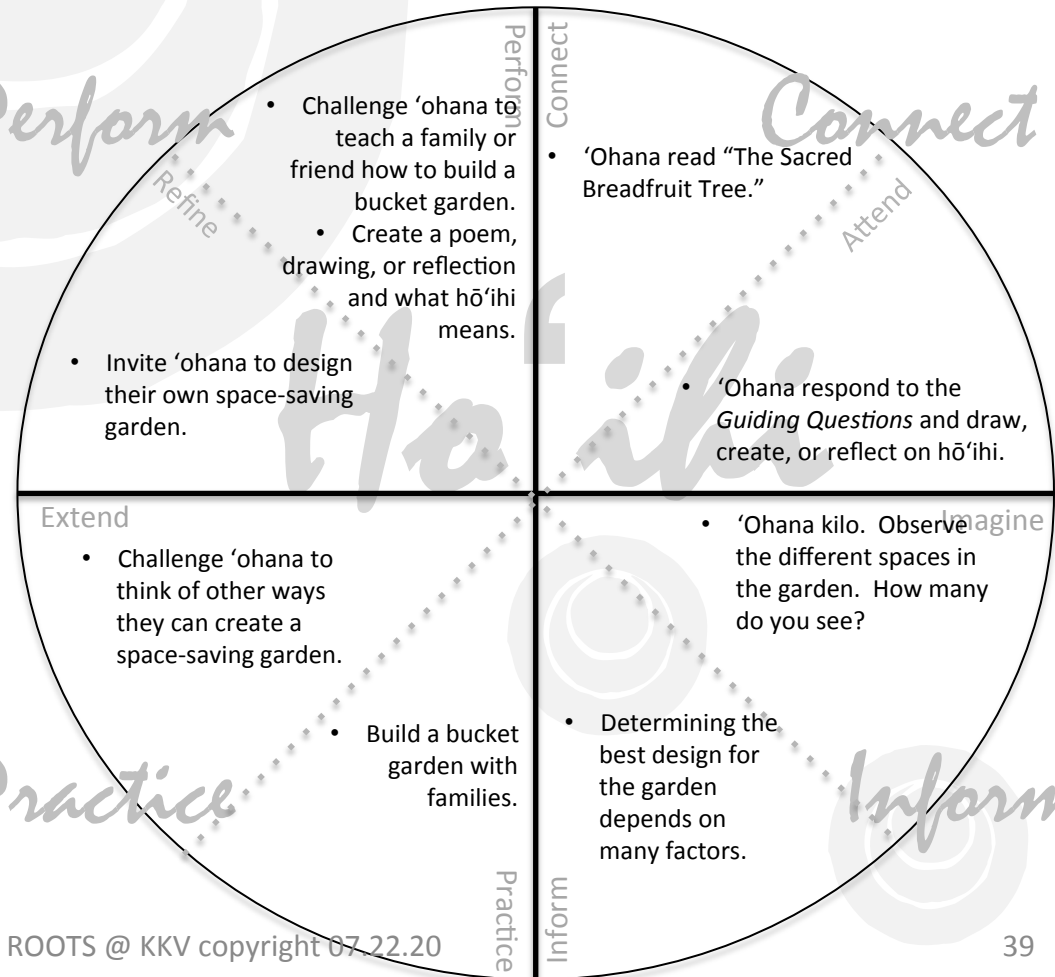 Perform
Connect
Perform
Connect
• Challenge ‘ohana to
teach a family or
friend how to build a
bucket garden.
• Create a poem,
drawing, or reflection
and what hō‘ihi
means.
Refine
• ‘Ohana read “The Sacred
Breadfruit Tree.”
Attend
Ho‘ihi
• Invite ‘ohana to design
their own space-saving
garden.
• ‘Ohana respond to the
Guiding Questions and draw,
create, or reflect on hō‘ihi.
Extend
Imagine
• Challenge ‘ohana to
think of other ways
they can create a
space-saving garden.
• ‘Ohana kilo.  Observe
the different spaces in
the garden.  How many
do you see?
• Build a bucket
garden with
families.
• Determining the
best design for
the garden
depends on
many factors.
Practice
Inform
Practice
Inform
ROOTS @ KKV copyright 07.22.20
39